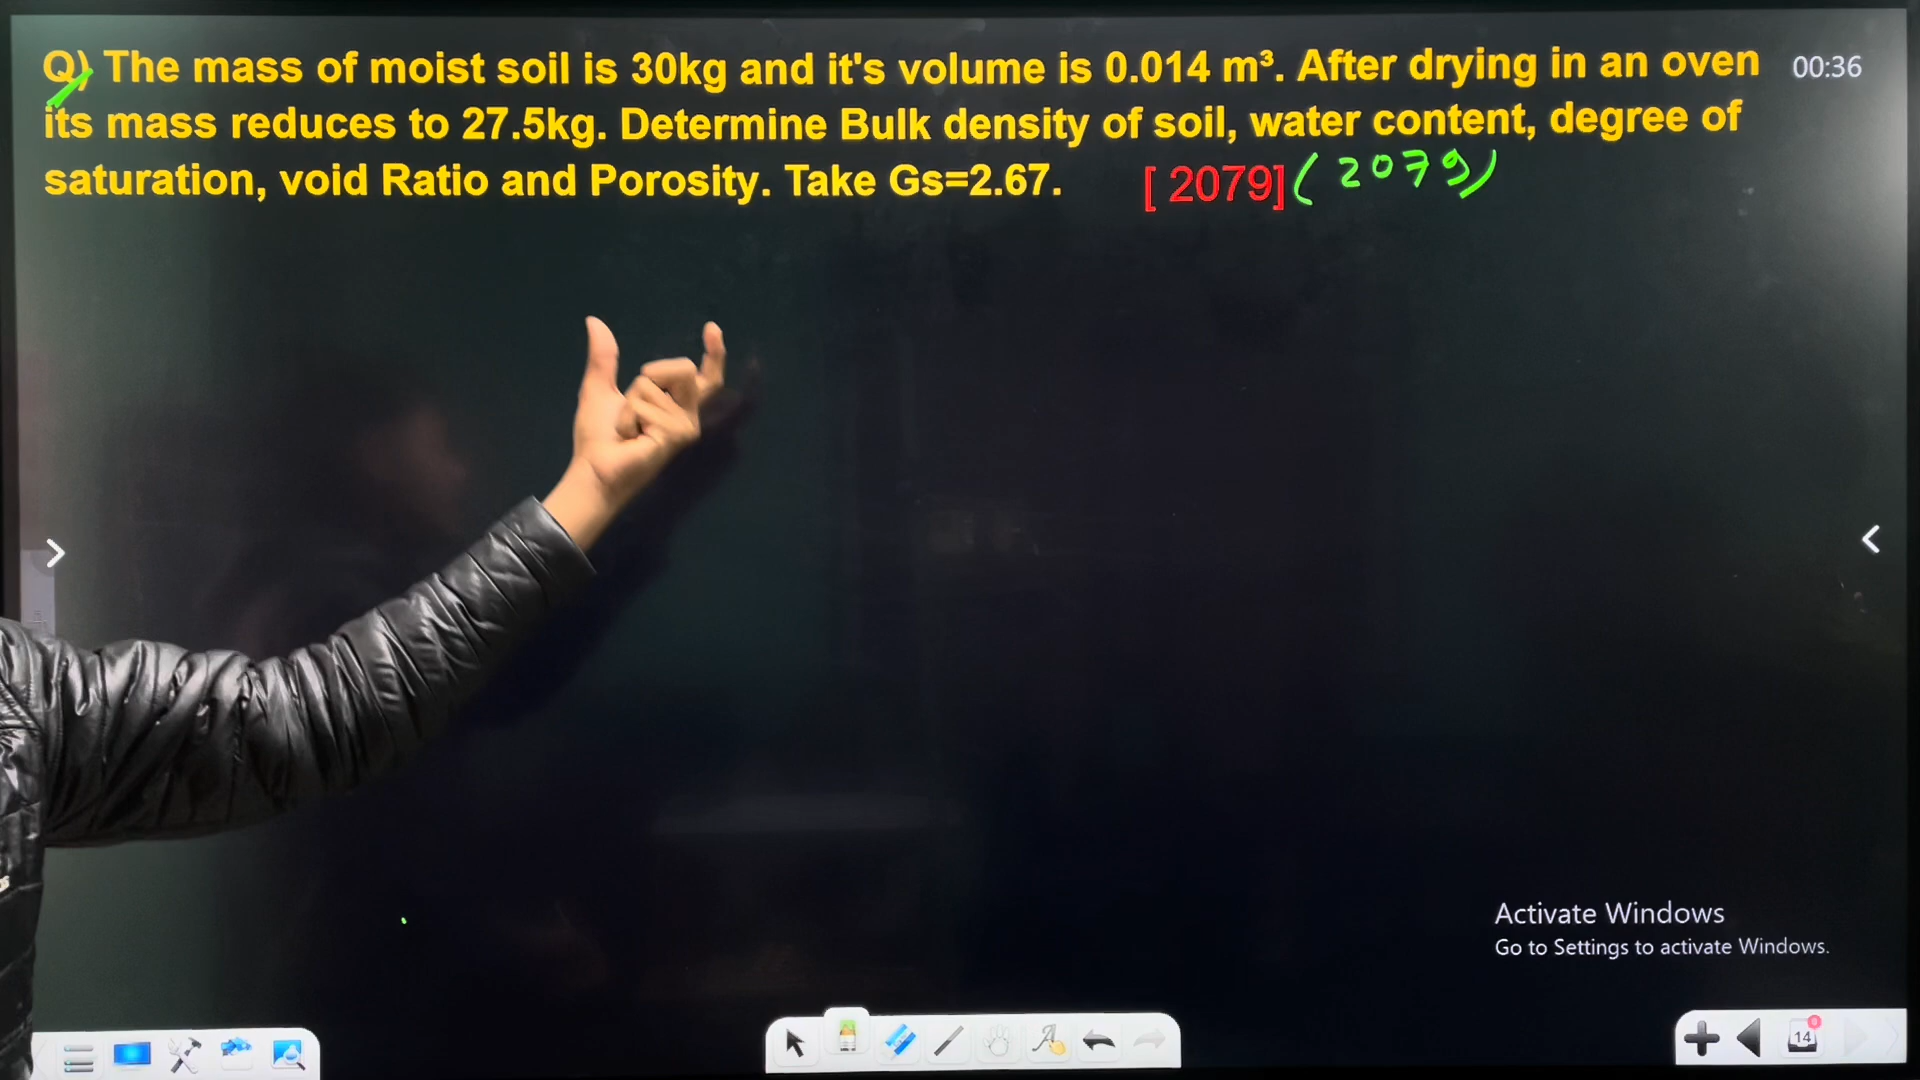 Q) The mass of moist soil is 30kg and it's volume is 0.014 m³. After drying in an oven
00:36
its mass reduces to 27.5kg. Determine Bulk density of soil, water content, degree of
saturation, void Ratio and Porosity. Take Gs=2.67. [ 2079] (2079)
Activate Windows
Go to Settings to activate Windows.
14